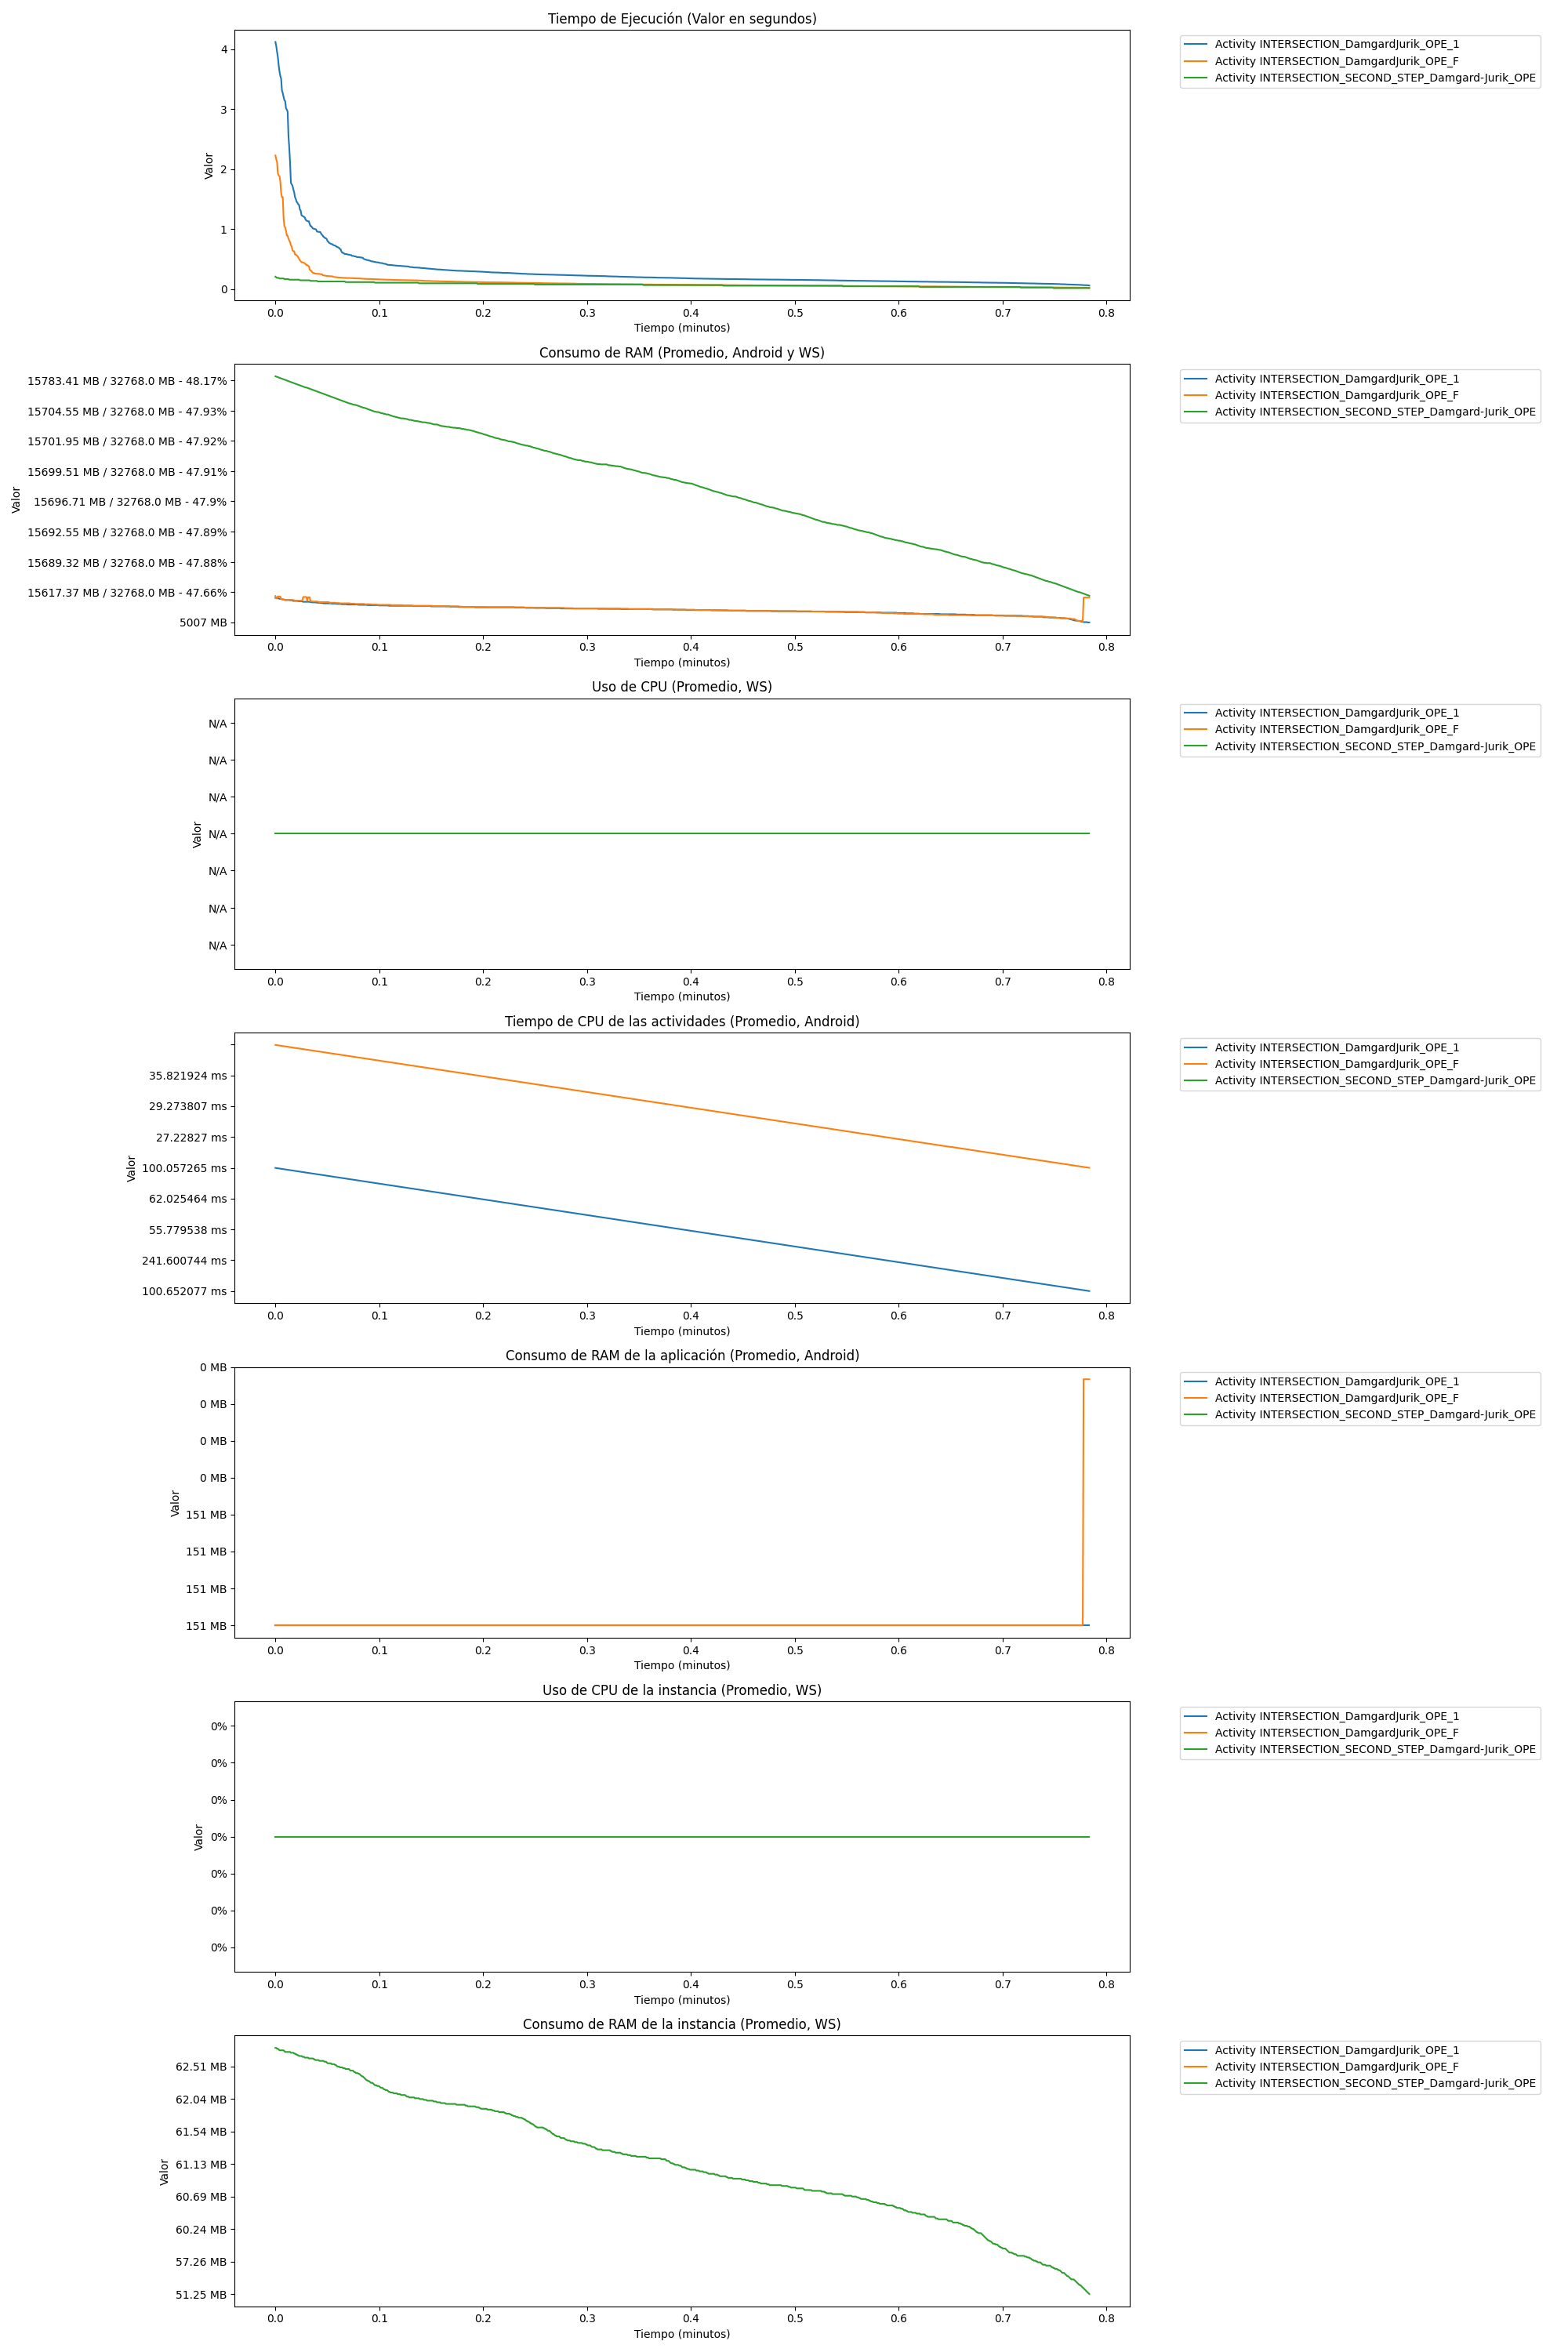 Tiempo de Ejecución (Valor en segundos)
Valor
4
3
2
1
0
0.0 0.1 0.2 0.3 0.4 0.5 0.6 0.7 0.8
Tiempo (minutos)
Activity INTERSECTION_DamgardJurik_OPE_1
Activity INTERSECTION_DamgardJurik_OPE_F
Activity INTERSECTION_SECOND_STEP_Damgard-Jurik_OPE
Consumo de RAM (Promedio, Android y WS)
Valor
15783.41 MB / 32768.0 MB - 48.17%
15704.55 MB / 32768.0 MB - 47.93%
15701.95 MB / 32768.0 MB - 47.92%
15699.51 MB / 32768.0 MB - 47.91%
15696.71 MB / 32768.0 MB - 47.9%
15692.55 MB / 32768.0 MB - 47.89%
15689.32 MB / 32768.0 MB - 47.88%
15617.37 MB / 32768.0 MB - 47.66%
5007 MB
0.0 0.1 0.2 0.3 0.4 0.5 0.6 0.7 0.8
Tiempo (minutos)
Activity INTERSECTION_DamgardJurik_OPE_1
Activity INTERSECTION_DamgardJurik_OPE_F
Activity INTERSECTION_SECOND_STEP_Damgard-Jurik_OPE
Uso de CPU (Promedio, WS)
Valor
N/A
N/A
N/A
N/A
N/A
N/A
N/A
0.0 0.1 0.2 0.3 0.4 0.5 0.6 0.7 0.8
Tiempo (minutos)
Activity INTERSECTION_DamgardJurik_OPE_1
Activity INTERSECTION_DamgardJurik_OPE_F
Activity INTERSECTION_SECOND_STEP_Damgard-Jurik_OPE
Tiempo de CPU de las actividades (Promedio, Android)
Valor
35.821924 ms
29.273807 ms
27.22827 ms
100.057265 ms
62.025464 ms
55.779538 ms
241.600744 ms
100.652077 ms
0.0 0.1 0.2 0.3 0.4 0.5 0.6 0.7 0.8
Tiempo (minutos)
Activity INTERSECTION_DamgardJurik_OPE_1
Activity INTERSECTION_DamgardJurik_OPE_F
Activity INTERSECTION_SECOND_STEP_Damgard-Jurik_OPE
Consumo de RAM de la aplicación (Promedio, Android)
Valor
0 MB
0 MB
0 MB
0 MB
151 MB
151 MB
151 MB
151 MB
0.0 0.1 0.2 0.3 0.4 0.5 0.6 0.7 0.8
Tiempo (minutos)
Activity INTERSECTION_DamgardJurik_OPE_1
Activity INTERSECTION_DamgardJurik_OPE_F
Activity INTERSECTION_SECOND_STEP_Damgard-Jurik_OPE
Uso de CPU de la instancia (Promedio, WS)
Valor
0%
0%
0%
0%
0%
0%
0%
0.0 0.1 0.2 0.3 0.4 0.5 0.6 0.7 0.8
Tiempo (minutos)
Activity INTERSECTION_DamgardJurik_OPE_1
Activity INTERSECTION_DamgardJurik_OPE_F
Activity INTERSECTION_SECOND_STEP_Damgard-Jurik_OPE
Consumo de RAM de la instancia (Promedio, WS)
Valor
62.51 MB
62.04 MB
61.54 MB
61.13 MB
60.69 MB
60.24 MB
57.26 MB
51.25 MB
0.0 0.1 0.2 0.3 0.4 0.5 0.6 0.7 0.8
Tiempo (minutos)
Activity INTERSECTION_DamgardJurik_OPE_1
Activity INTERSECTION_DamgardJurik_OPE_F
Activity INTERSECTION_SECOND_STEP_Damgard-Jurik_OPE